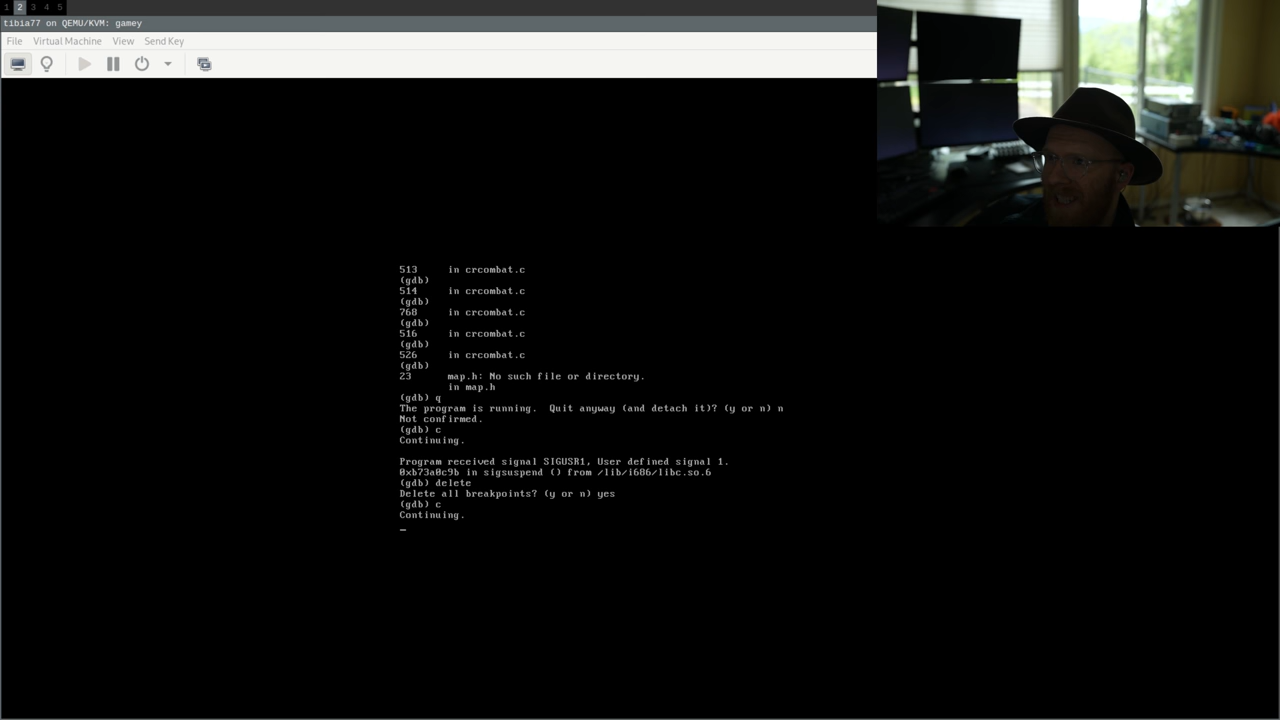 1 2 3 4 5
tibia77 on QEMU/KVM: gamey
File Virtual Machine View Send Key
513 in crcombat.c
(gdb)
514 in crcombat.c
(gdb)
768 in crcombat.c
(gdb)
516 in crcombat.c
(gdb)
526 in crcombat.c
(gdb)
23 map.h: No such file or directory.
in map.h
(gdb) q
The program is running. Quit anyway (and detach it)? (y or n) n
Not confirmed.
(gdb) c
Continuing.
Program received signal SIGUSR1, User defined signal 1.
0xb73a0c9b in sigsuspend () from /lib/i686/libc.so.6
(gdb) delete
Delete all breakpoints? (y or n) yes
(gdb) c
Continuing.
_